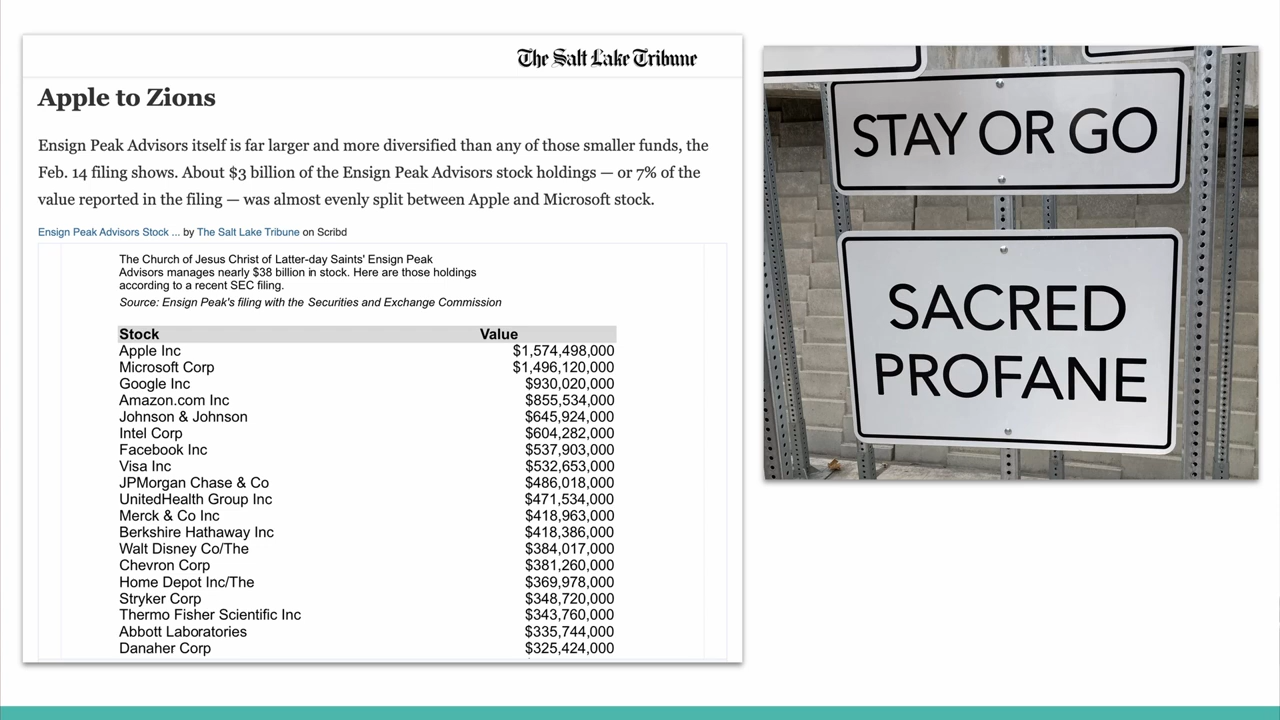 The Salt Lake Tribune
Apple to Zions
Ensign Peak Advisors itself is far larger and more diversified than any of those smaller funds, the
Feb. 14 filing shows. About $3 billion of the Ensign Peak Advisors stock holdings — or 7% of the
value reported in the filing — was almost evenly split between Apple and Microsoft stock.
Ensign Peak Advisors Stock ... by The Salt Lake Tribune on Scribd
The Church of Jesus Christ of Latter-day Saints' Ensign Peak
Advisors manages nearly $38 billion in stock. Here are those holdings
according to a recent SEC filing.
Source: Ensign Peak's filing with the Securities and Exchange Commission
Stock Value
Apple Inc $1,574,498,000
Microsoft Corp $1,496,120,000
Google Inc $930,020,000
Amazon.com Inc $855,534,000
Johnson & Johnson $645,924,000
Intel Corp $604,282,000
Facebook Inc $537,903,000
Visa Inc $532,653,000
JPMorgan Chase & Co $486,018,000
UnitedHealth Group Inc $471,534,000
Merck & Co Inc $418,963,000
Berkshire Hathaway Inc $418,386,000
Walt Disney Co/The $384,017,000
Chevron Corp $381,260,000
Home Depot Inc/The $369,978,000
Stryker Corp $348,720,000
Thermo Fisher Scientific Inc $343,760,000
Abbott Laboratories $335,744,000
Danaher Corp $325,424,000
STAY OR GO
SACRED
PROFANE